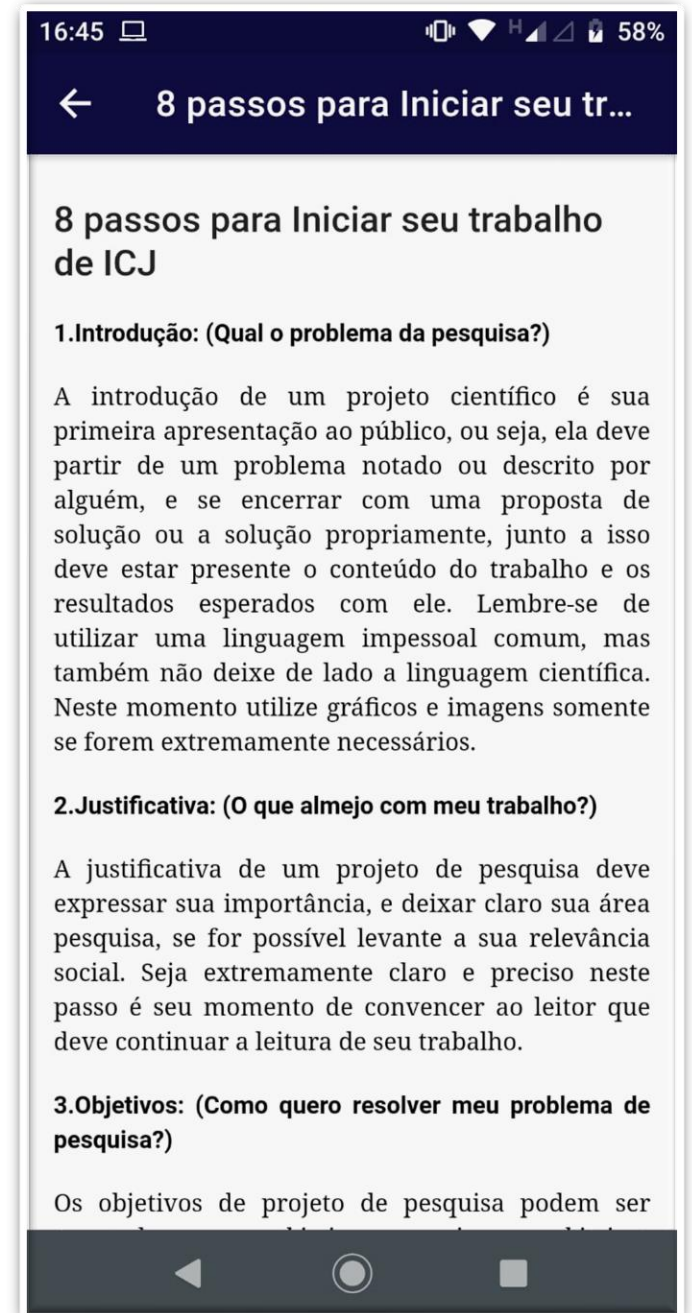 16:45
H
58%
8 passos para Iniciar seu tr...
8 passos para Iniciar seu trabalho
de ICJ
1.Introdução: (Qual o problema da pesquisa?)
A introdução de um projeto científico é sua
primeira apresentação ao público, ou seja, ela deve
partir de um problema notado ou descrito por
alguém, e se encerrar com uma proposta de
solução ou a solução propriamente, junto a isso
deve estar presente o conteúdo do trabalho e os
resultados esperados com ele. Lembre-se de
utilizar uma linguagem impessoal comum, mas
também não deixe de lado a linguagem científica.
Neste momento utilize gráficos e imagens somente
se forem extremamente necessários.
2.Justificativa: (O que almejo com meu trabalho?)
A justificativa de um projeto de pesquisa deve
expressar sua importância, e deixar claro sua área
pesquisa, se for possível levante a sua relevância
social. Seja extremamente claro e preciso neste
passo é seu momento de convencer ao leitor que
deve continuar a leitura de seu trabalho.
3.Objetivos: (Como quero resolver meu problema de
pesquisa?)
Os objetivos de projeto de pesquisa podem ser